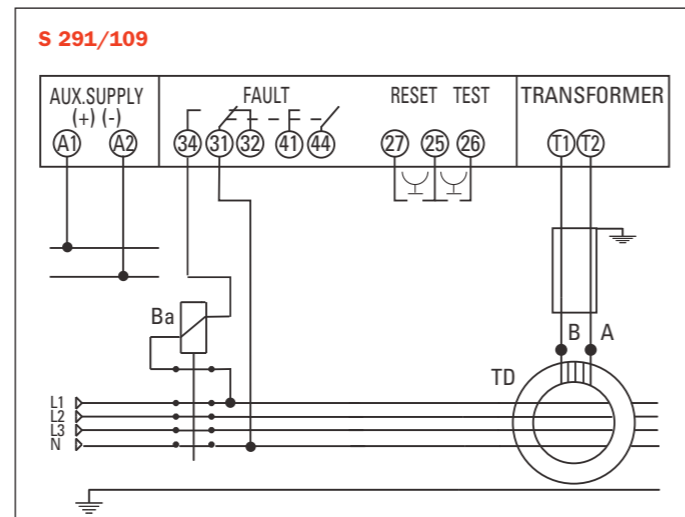 S 291/109
AUX.SUPPLY FAULT RESET TEST TRANSFORMER
(+) (-)
A1 A2 34 31 32 41 44 27 25 26 T1 T2
Ba
B A
TD
L1
L2
L3
N